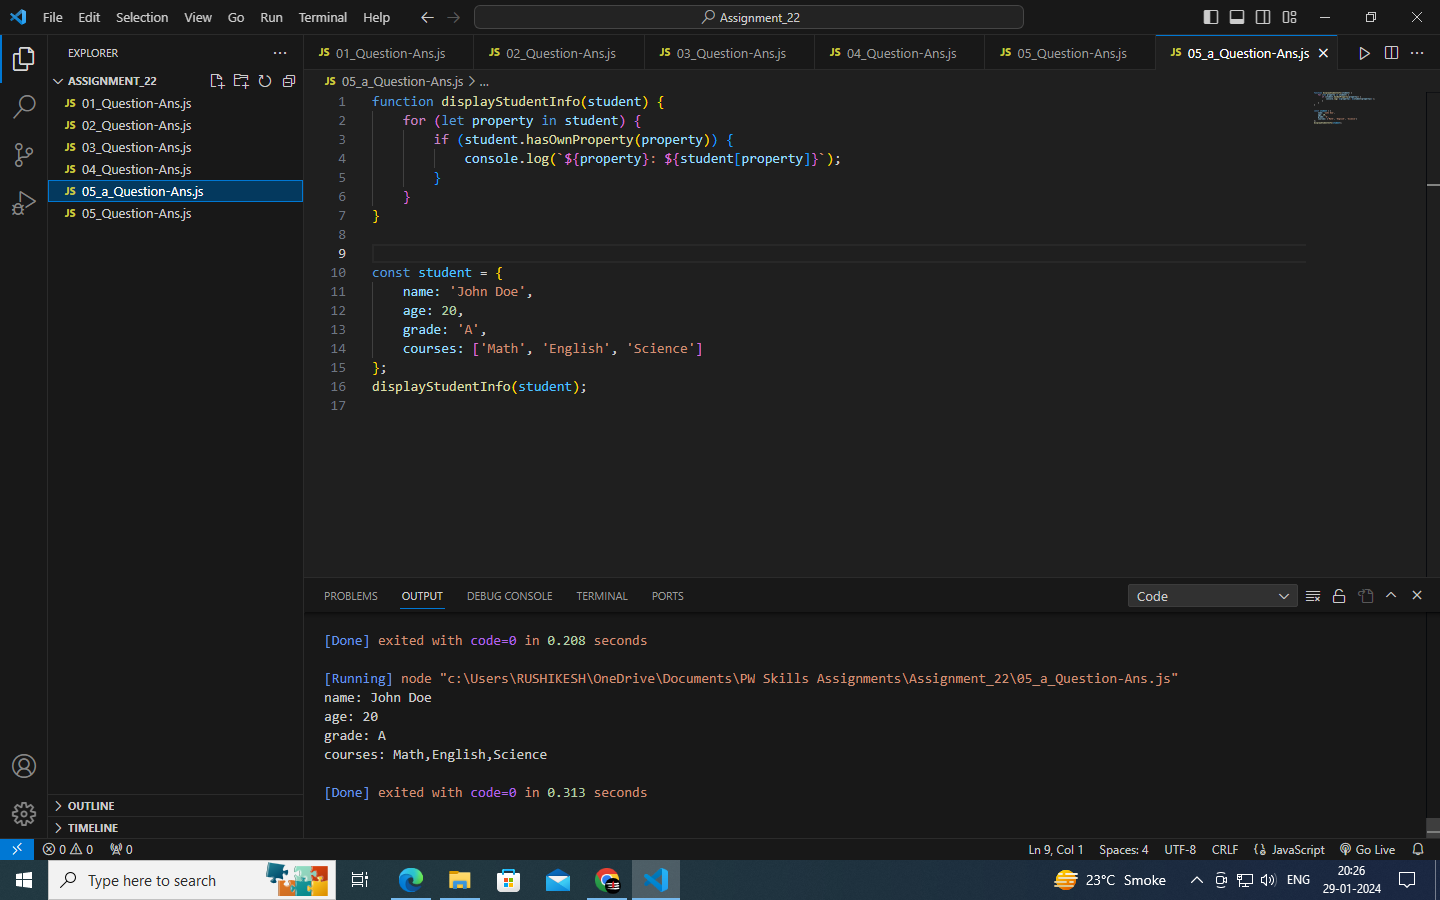 File Edit Selection View Go Run Terminal Help
Assignment_22
EXPLORER
ASSIGNMENT_22
JS 01_Question-Ans.js
JS 02_Question-Ans.js
JS 03_Question-Ans.js
JS 04_Question-Ans.js
JS 05_a_Question-Ans.js
JS 05_Question-Ans.js
OUTLINE
TIMELINE
JS 01_Question-Ans.js JS 02_Question-Ans.js JS 03_Question-Ans.js JS 04_Question-Ans.js JS 05_Question-Ans.js JS 05_a_Question-Ans.js
JS 05_a_Question-Ans.js > ...
1 function displayStudentInfo(student) {
2 for (let property in student) {
3 if (student.hasOwnProperty(property)) {
4 console.log(`${property}: ${student[property]}`);
5 }
6 }
7 }
8
9
10 const student = {
11 name: 'John Doe',
12 age: 20,
13 grade: 'A',
14 courses: ['Math', 'English', 'Science']
15 };
16 displayStudentInfo(student);
17
PROBLEMS OUTPUT DEBUG CONSOLE TERMINAL PORTS
Code
[Done] exited with code=0 in 0.208 seconds
[Running] node "c:\Users\RUSHIKESH\OneDrive\Documents\PW Skills Assignments\Assignment_22\05_a_Question-Ans.js"
name: John Doe
age: 20
grade: A
courses: Math,English,Science
[Done] exited with code=0 in 0.313 seconds
0 0 0
Ln 9, Col 1 Spaces: 4 UTF-8 CRLF {} JavaScript Go Live
Type here to search
23°C Smoke
ENG
20:26
29-01-2024